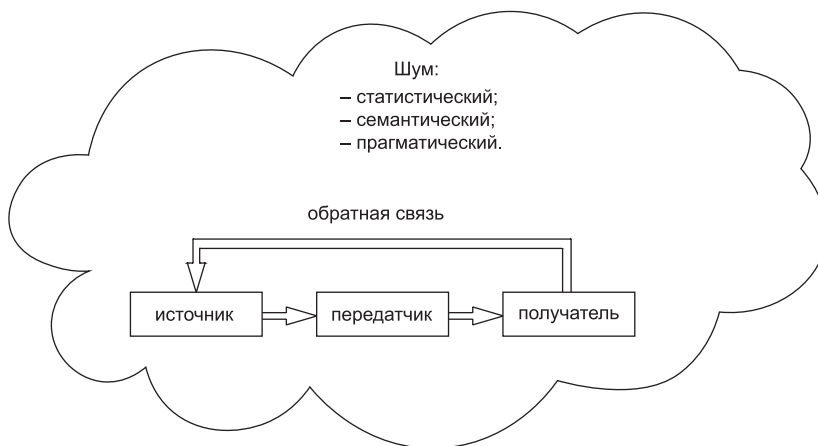 Шум:
– статистический;
– семантический;
– прагматический.
обратная связь
источник
передатчик
получатель